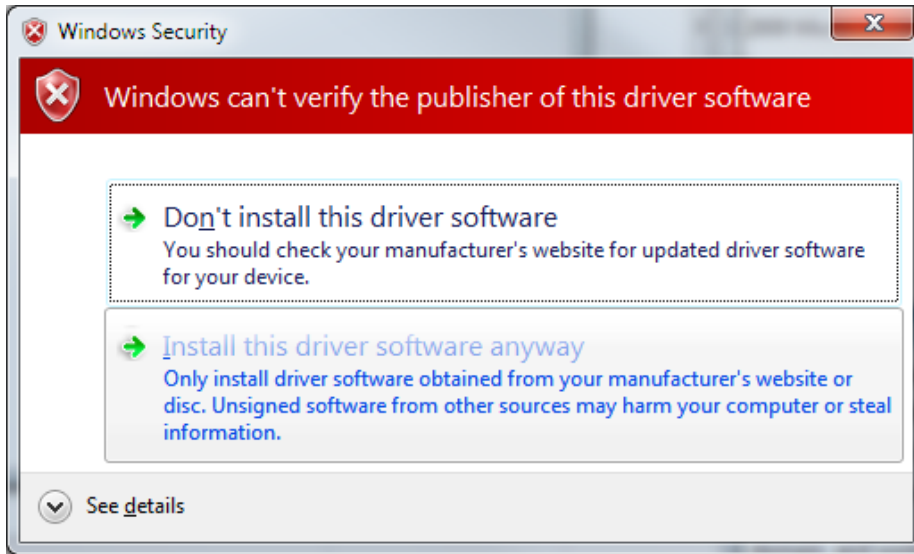 Windows Security
Windows can't verify the publisher of this driver software
Don't install this driver software
You should check your manufacturer's website for updated driver software
for your device.
Install this driver software anyway
Only install driver software obtained from your manufacturer's website or
disc. Unsigned software from other sources may harm your computer or steal
information.
See details